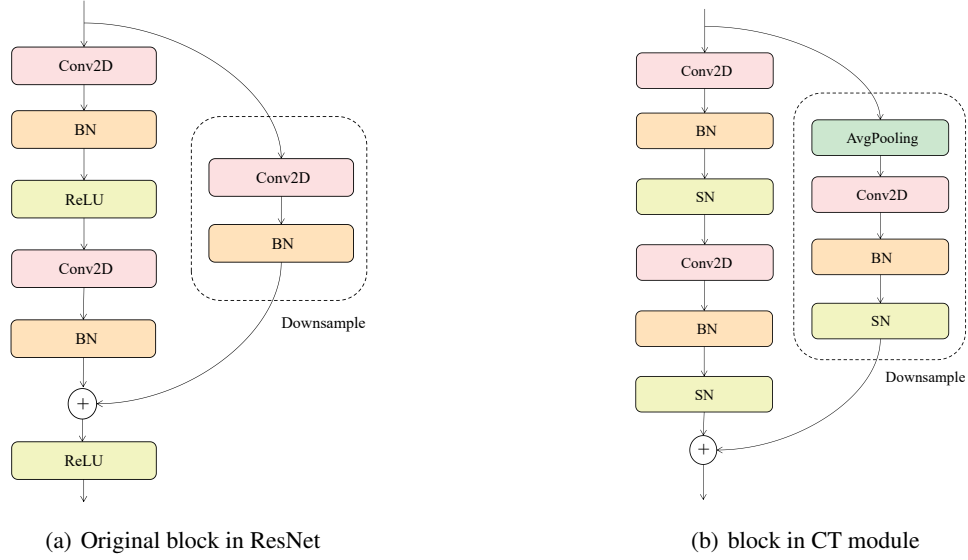 Conv2D
BN
ReLU
Conv2D
BN
+
ReLU
Conv2D
BN
Downsample
(a) Original block in ResNet
Conv2D
BN
SN
Conv2D
BN
SN
+
AvgPooling
Conv2D
BN
SN
Downsample
(b) block in CT module